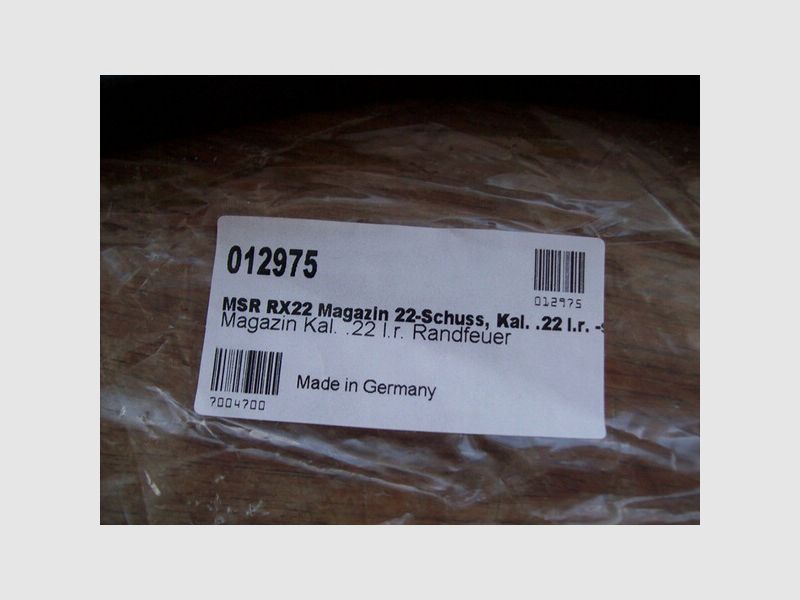 012975
012975
MSR RX22 Magazin 22-Schuss, Kal. .22 l.r. -s
Magazin Kal. .22 l.r. Randfeuer
7004700
Made in Germany